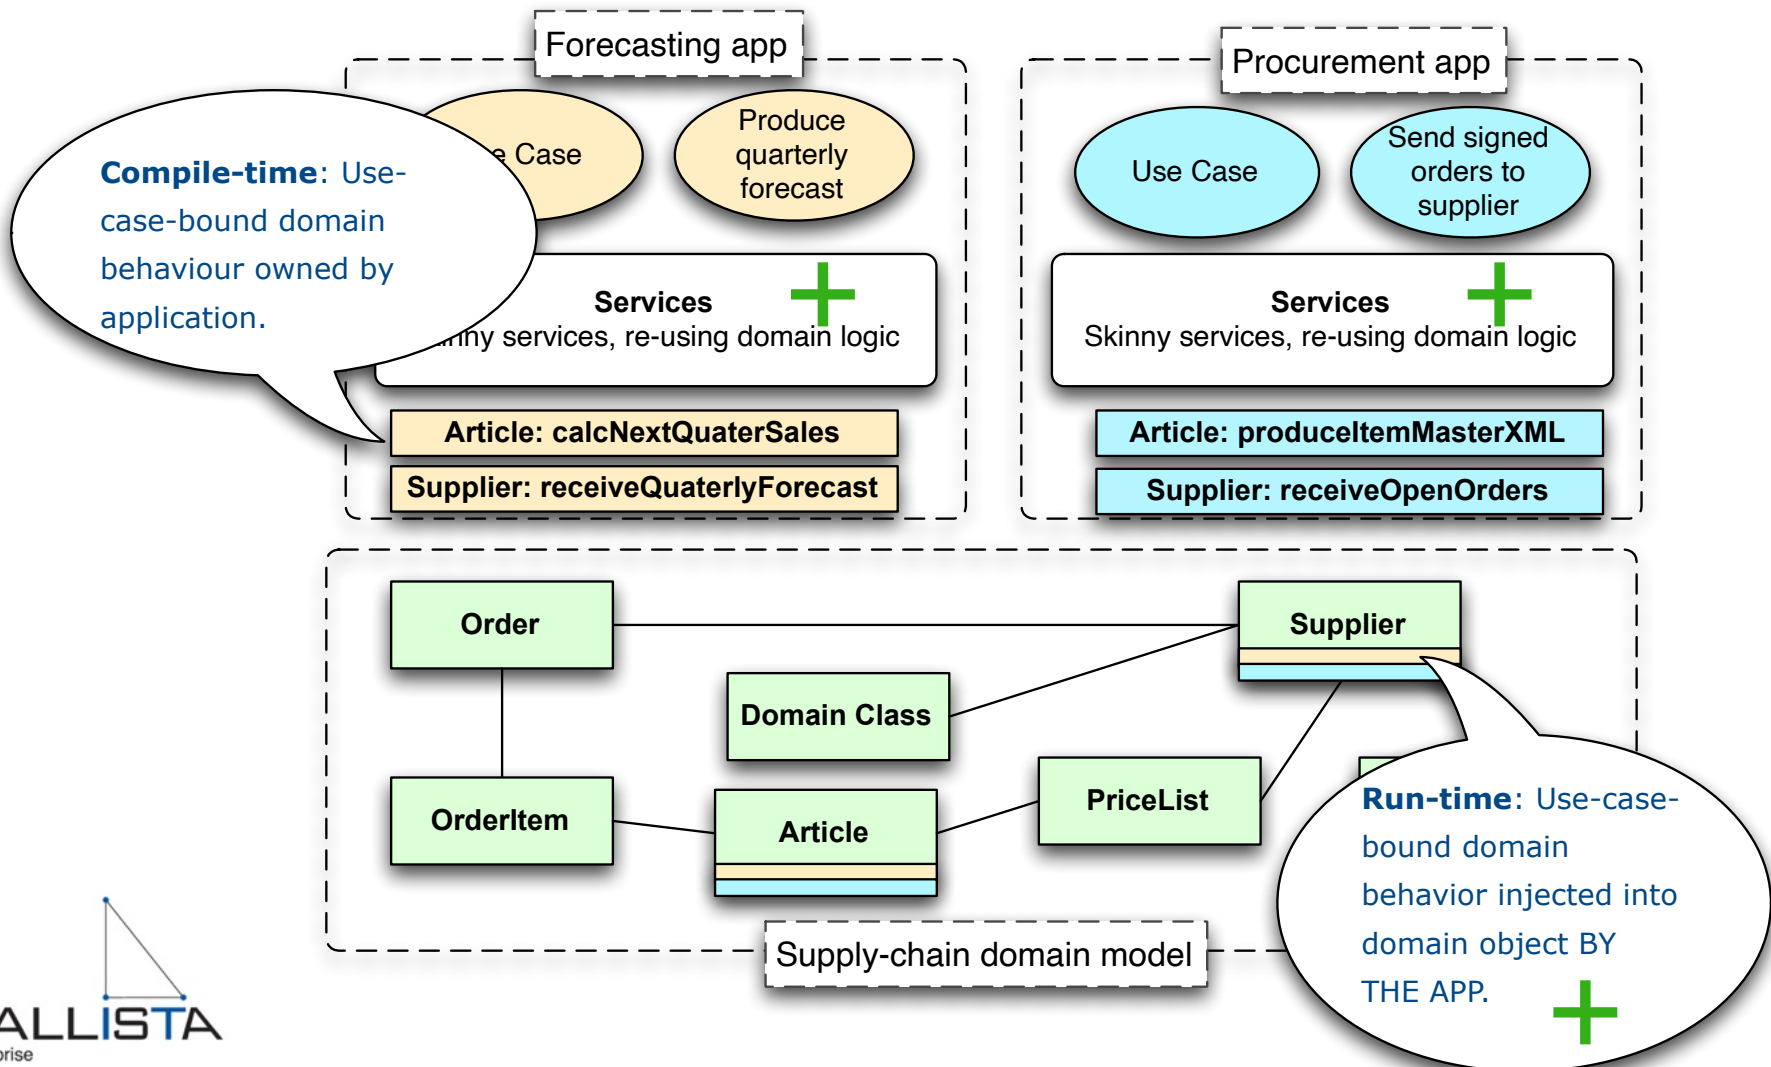 Forecasting app
Procurement app
Compile-time: Use-
case-bound domain
behaviour owned by
application.
Case
Produce
quarterly
forecast
Use Case
Send signed
orders to
supplier
Services
services, re-using domain logic
Services
Skinny services, re-using domain logic
Article: calcNextQuaterSales
Supplier: receiveQuaterlyForecast
Article: produceItemMasterXML
Supplier: receiveOpenOrders
Order
Supplier
Domain Class
OrderItem
Article
PriceList
Run-time: Use-case-
bound domain
behavior injected into
domain object BY
THE APP.
Supply-chain domain model
ALLISTA